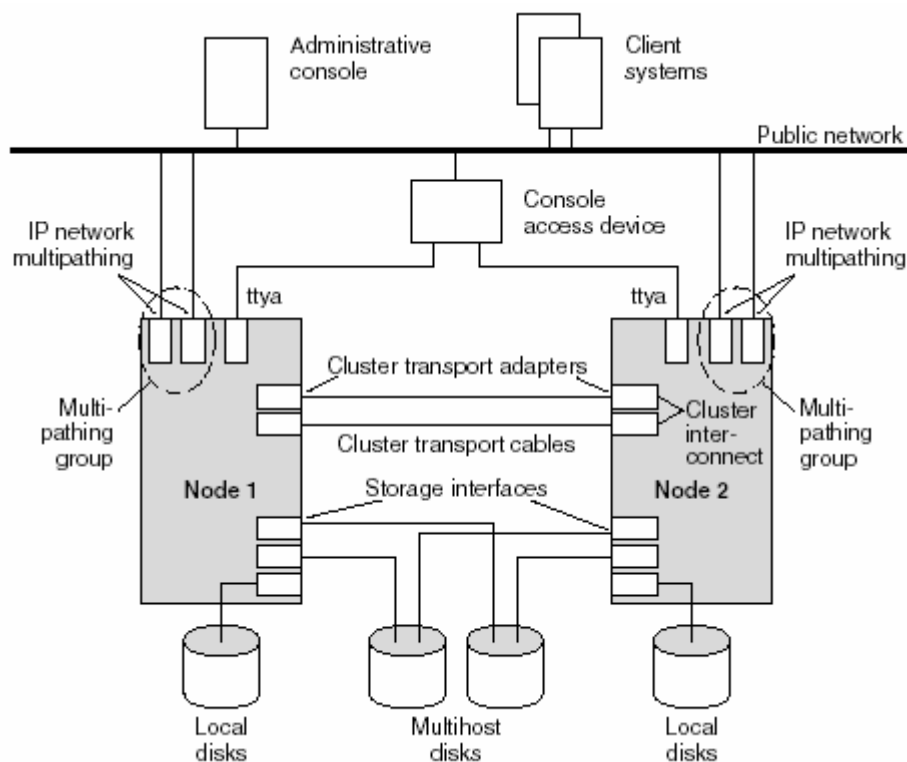 Administrative
console
Client
systems
Public network
Console
access device
IP network
multipathing
IP network
multipathing
ttya
ttya
Cluster transport adapters
Multi-
pathing
group
Cluster
inter-
connect
Multi-
pathing
group
Cluster transport cables
Node 1
Storage interfaces
Node 2
Local
disks
Multihost
disks
Local
disks